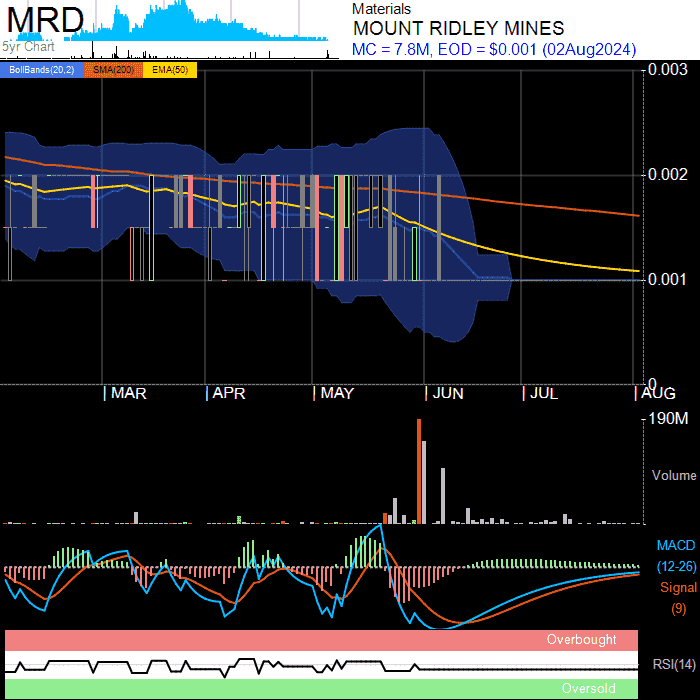 MRD
5yr Chart
Materials
MOUNT RIDLEY MINES
MC = 7.8M, EOD = $0.001 (02Aug2024)
BollBands(20,2) SMA(200) EMA(50)
0.003
0.002
0.001
0
MAR APR MAY JUN JUL AUG
190M
Volume
MACD
(12-26)
Signal
(9)
Overbought
RSI(14)
Oversold